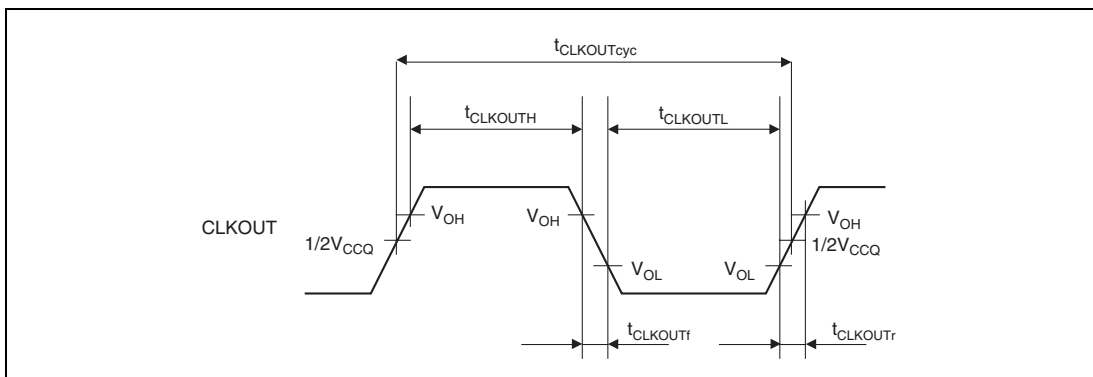 tCLKOUTcyc
tCLKOUTH
tCLKOUTL
CLKOUT
VOH
VOH
VOH
1/2VCCQ
1/2VCCQ
VOL
VOL
tCLKOUTf
tCLKOUTr